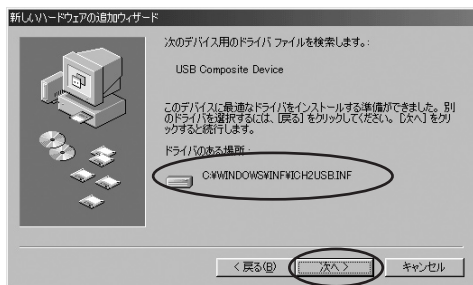 新しいハードウェアの追加ウィザード
次のデバイス用のドライバ ファイルを検索します。:
USB Composite Device
このデバイスに最適なドライバをインストールする準備ができました。別
のドライバを選択するには、[戻る] をクリックしてください。[次へ] をクリ
ックすると続行します。
ドライバのある場所 :
C:¥WINDOWS¥INF¥ICH2USB.INF
< 戻る(B)
次へ >
キャンセル